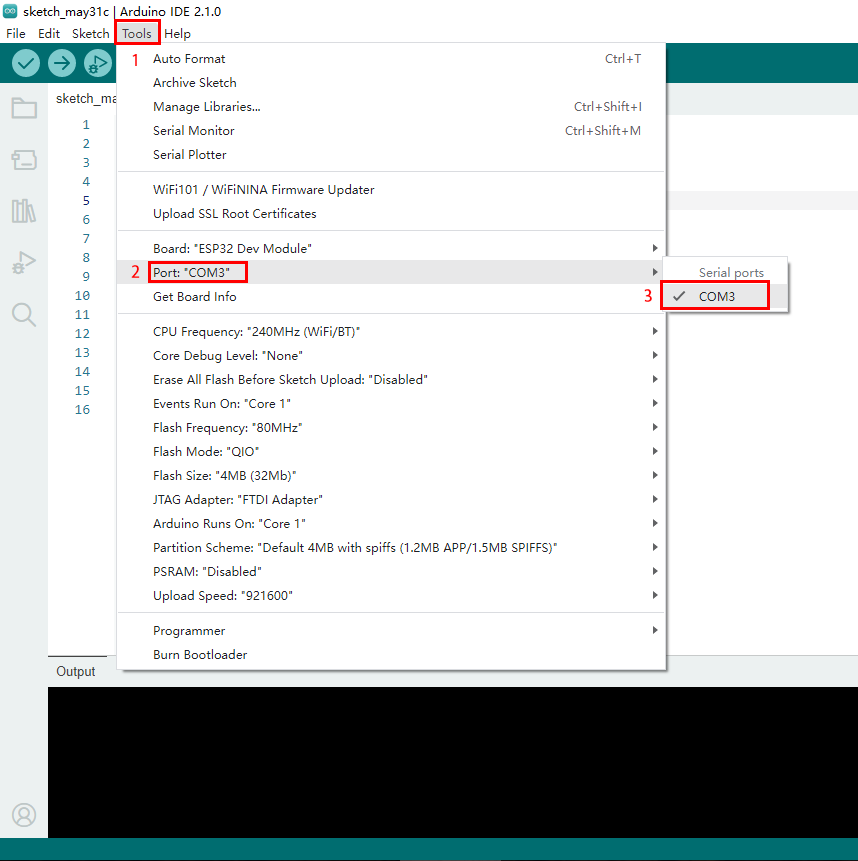 sketch_may31c | Arduino IDE 2.1.0
File Edit Sketch Tools Help
1 Auto Format Ctrl+T
Archive Sketch
Manage Libraries... Ctrl+Shift+I
Serial Monitor Ctrl+Shift+M
Serial Plotter
WiFi101 / WiFiNINA Firmware Updater
Upload SSL Root Certificates
Board: "ESP32 Dev Module"
2 Port: "COM3"
Get Board Info
CPU Frequency: "240MHz (WiFi/BT)"
Core Debug Level: "None"
Erase All Flash Before Sketch Upload: "Disabled"
Events Run On: "Core 1"
Flash Frequency: "80MHz"
Flash Mode: "QIO"
Flash Size: "4MB (32Mb)"
JTAG Adapter: "FTDI Adapter"
Arduino Runs On: "Core 1"
Partition Scheme: "Default 4MB with spiffs (1.2MB APP/1.5MB SPIFFS)"
PSRAM: "Disabled"
Upload Speed: "921600"
Programmer
Burn Bootloader
Serial ports
3 COM3
sketch_ma
1
2
3
4
5
6
7
8
9
10
11
12
13
14
15
16
Output